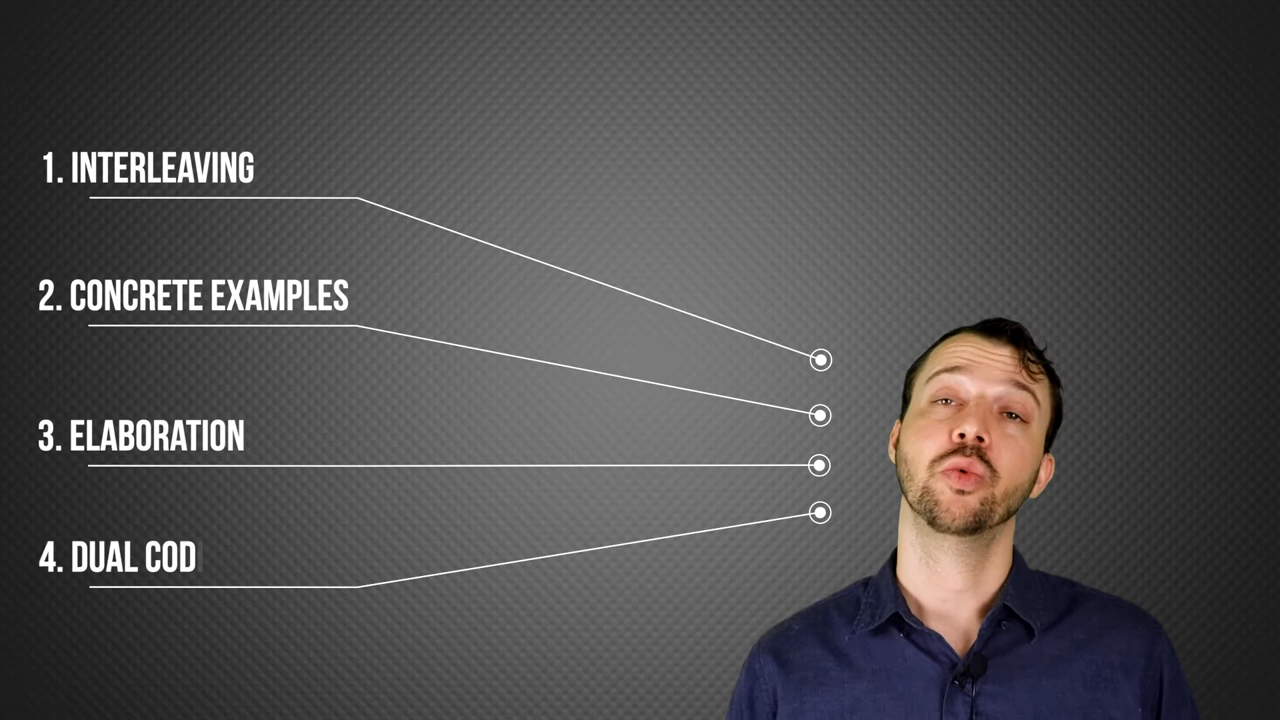 1. INTERLEAVING
2. CONCRETE EXAMPLES
3. ELABORATION
4. DUAL COD